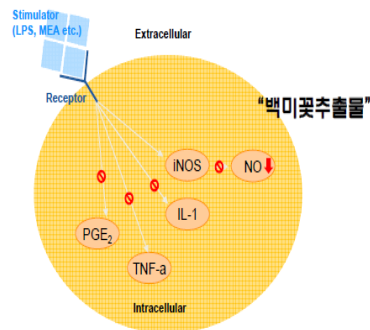 Stimulator
(LPS, MEA etc.)
Extracellular
Receptor
“백미꽃추출물”
iNOS
NO
IL-1
PGE₂
TNF-a
Intracellular